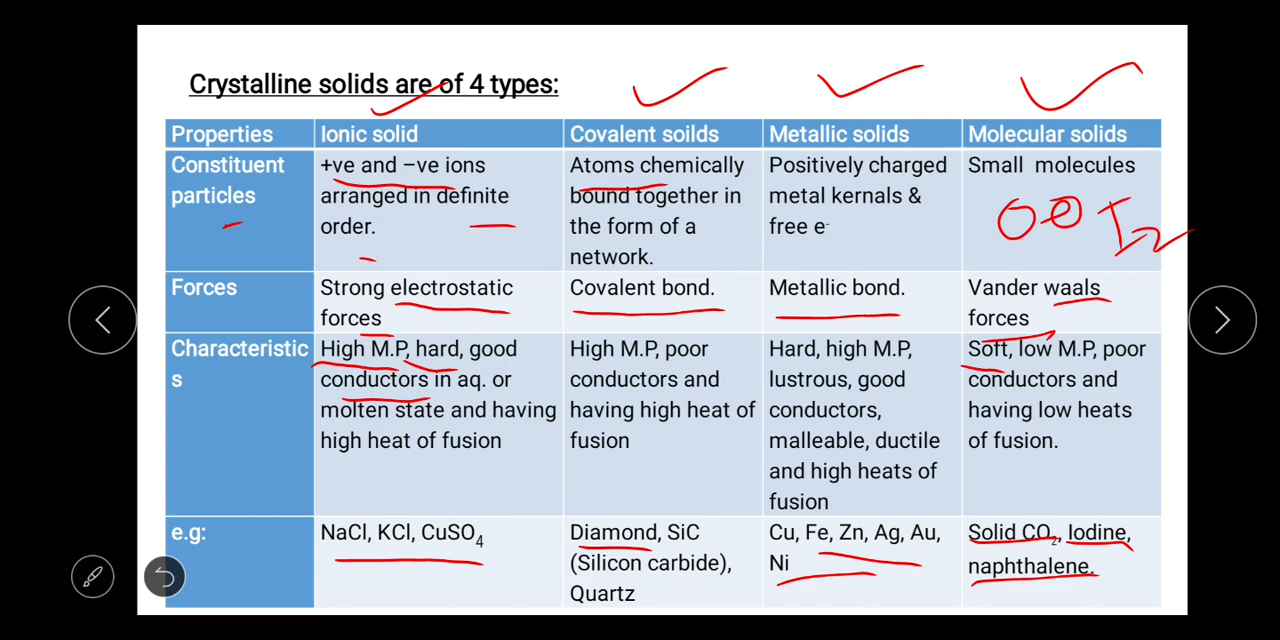 Crystalline solids are of 4 types:
Properties
Ionic solid
Covalent soilds
Metallic solids
Molecular solids
Constituent
particles
+ve and –ve ions
arranged in definite
order.
Atoms chemically
bound together in
the form of a
network.
Positively charged
metal kernals &
free e⁻
Small molecules
I₂
Forces
Strong electrostatic
forces
Covalent bond.
Metallic bond.
Vander waals
forces
Characteristic
s
High M.P, hard, good
conductors in aq. or
molten state and having
high heat of fusion
High M.P, poor
conductors and
having high heat of
fusion
Hard, high M.P,
lustrous, good
conductors,
malleable, ductile
and high heats of
fusion
Soft, low M.P, poor
conductors and
having low heats
of fusion.
e.g:
NaCl, KCl, CuSO₄
Diamond, SiC
(Silicon carbide),
Quartz
Cu, Fe, Zn, Ag, Au,
Ni
Solid CO₂, Iodine,
naphthalene.